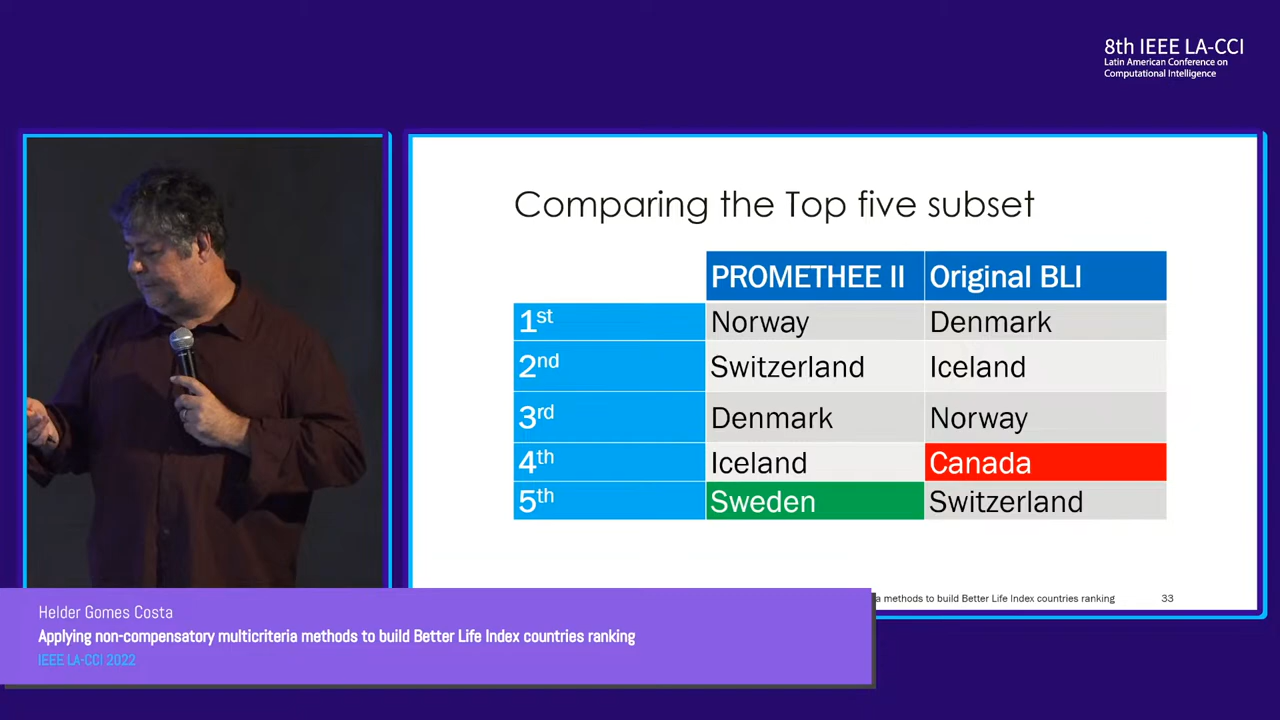 8th IEEE LA-CCI
Latin American Conference on
Computational Intelligence
Comparing the Top five subset
PROMETHEE II Original BLI
1st Norway Denmark
2nd Switzerland Iceland
3rd Denmark Norway
4th Iceland Canada
5th Sweden Switzerland
a methods to build Better Life Index countries ranking 33
Helder Gomes Costa
Applying non-compensatory multicriteria methods to build Better Life Index countries ranking
IEEE LA-CCI 2022